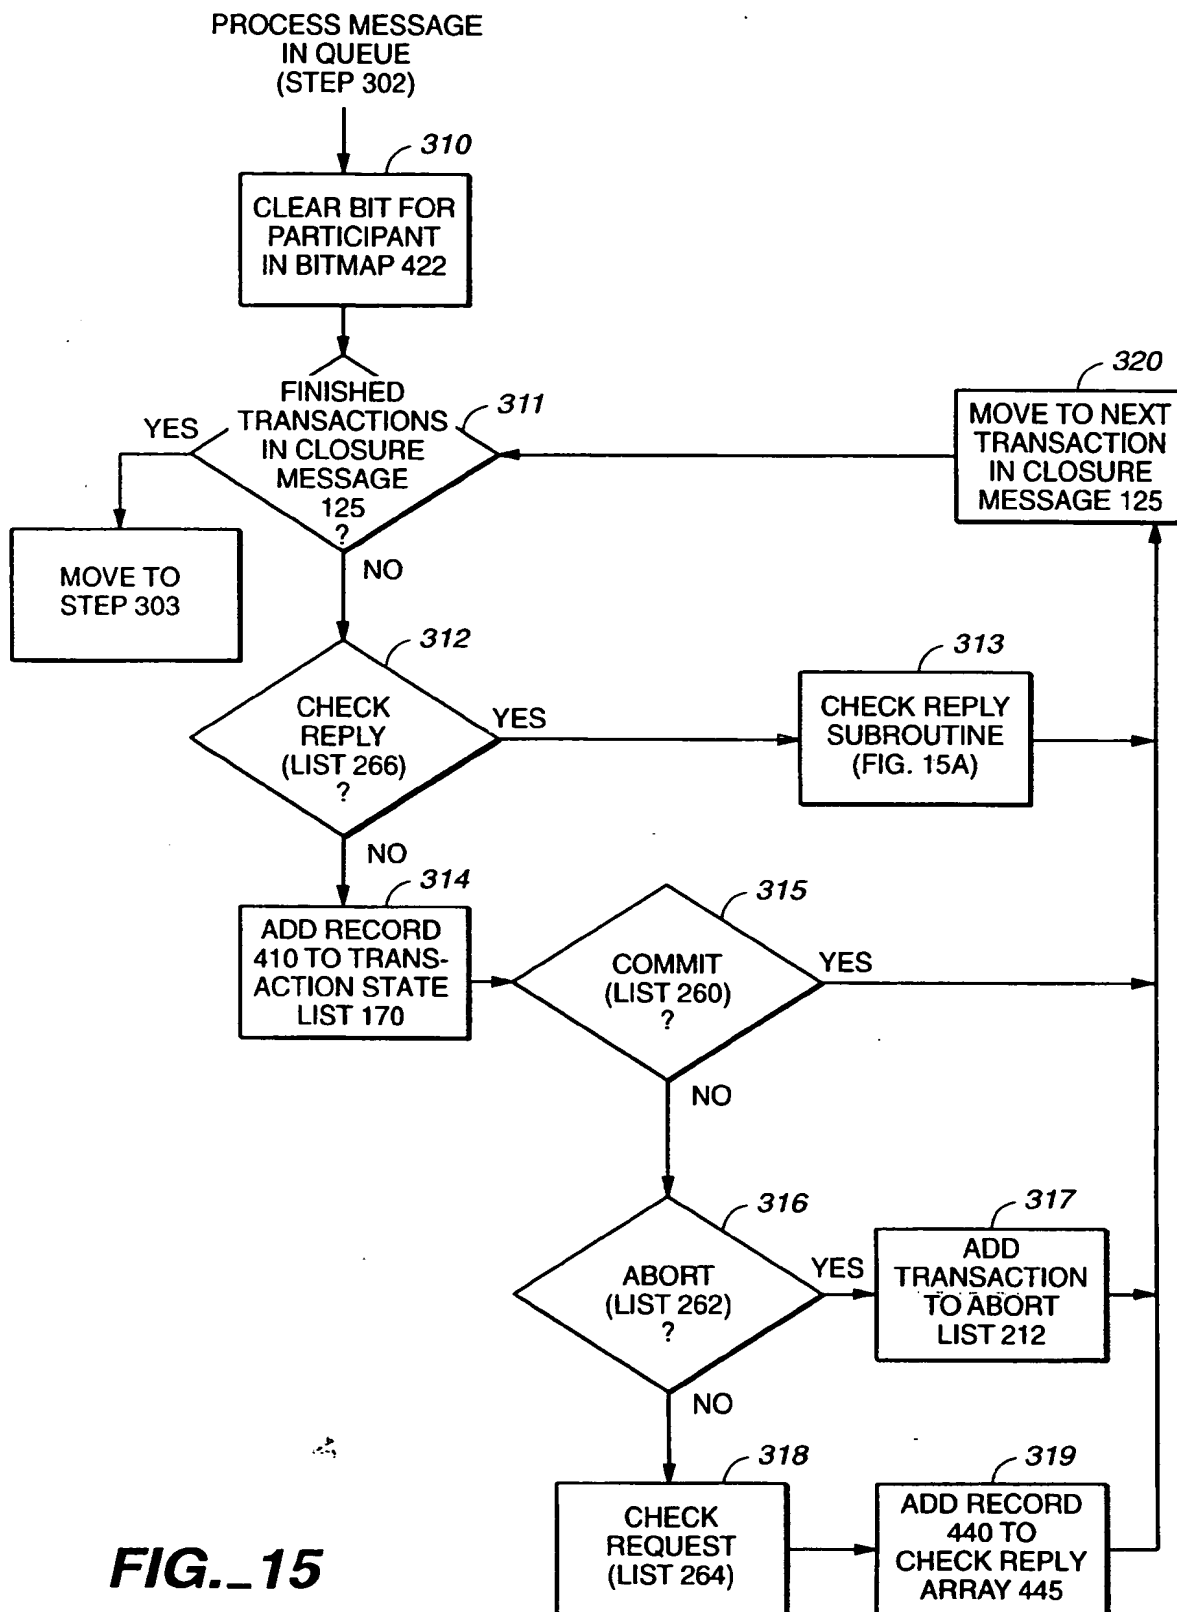 PROCESS MESSAGE
IN QUEUE
(STEP 302)
310
CLEAR BIT FOR
PARTICIPANT
IN BITMAP 422
FINISHED
TRANSACTIONS
IN CLOSURE
MESSAGE
125
?
311
YES
NO
MOVE TO
STEP 303
320
MOVE TO NEXT
TRANSACTION
IN CLOSURE
MESSAGE 125
312
CHECK
REPLY
(LIST 266)
?
YES
NO
313
CHECK REPLY
SUBROUTINE
(FIG. 15A)
314
ADD RECORD
410 TO TRANS-
ACTION STATE
LIST 170
315
COMMIT
(LIST 260)
?
YES
NO
316
ABORT
(LIST 262)
?
YES
NO
317
ADD
TRANSACTION
TO ABORT
LIST 212
318
CHECK
REQUEST
(LIST 264)
319
ADD RECORD
440 TO
CHECK REPLY
ARRAY 445
FIG._15